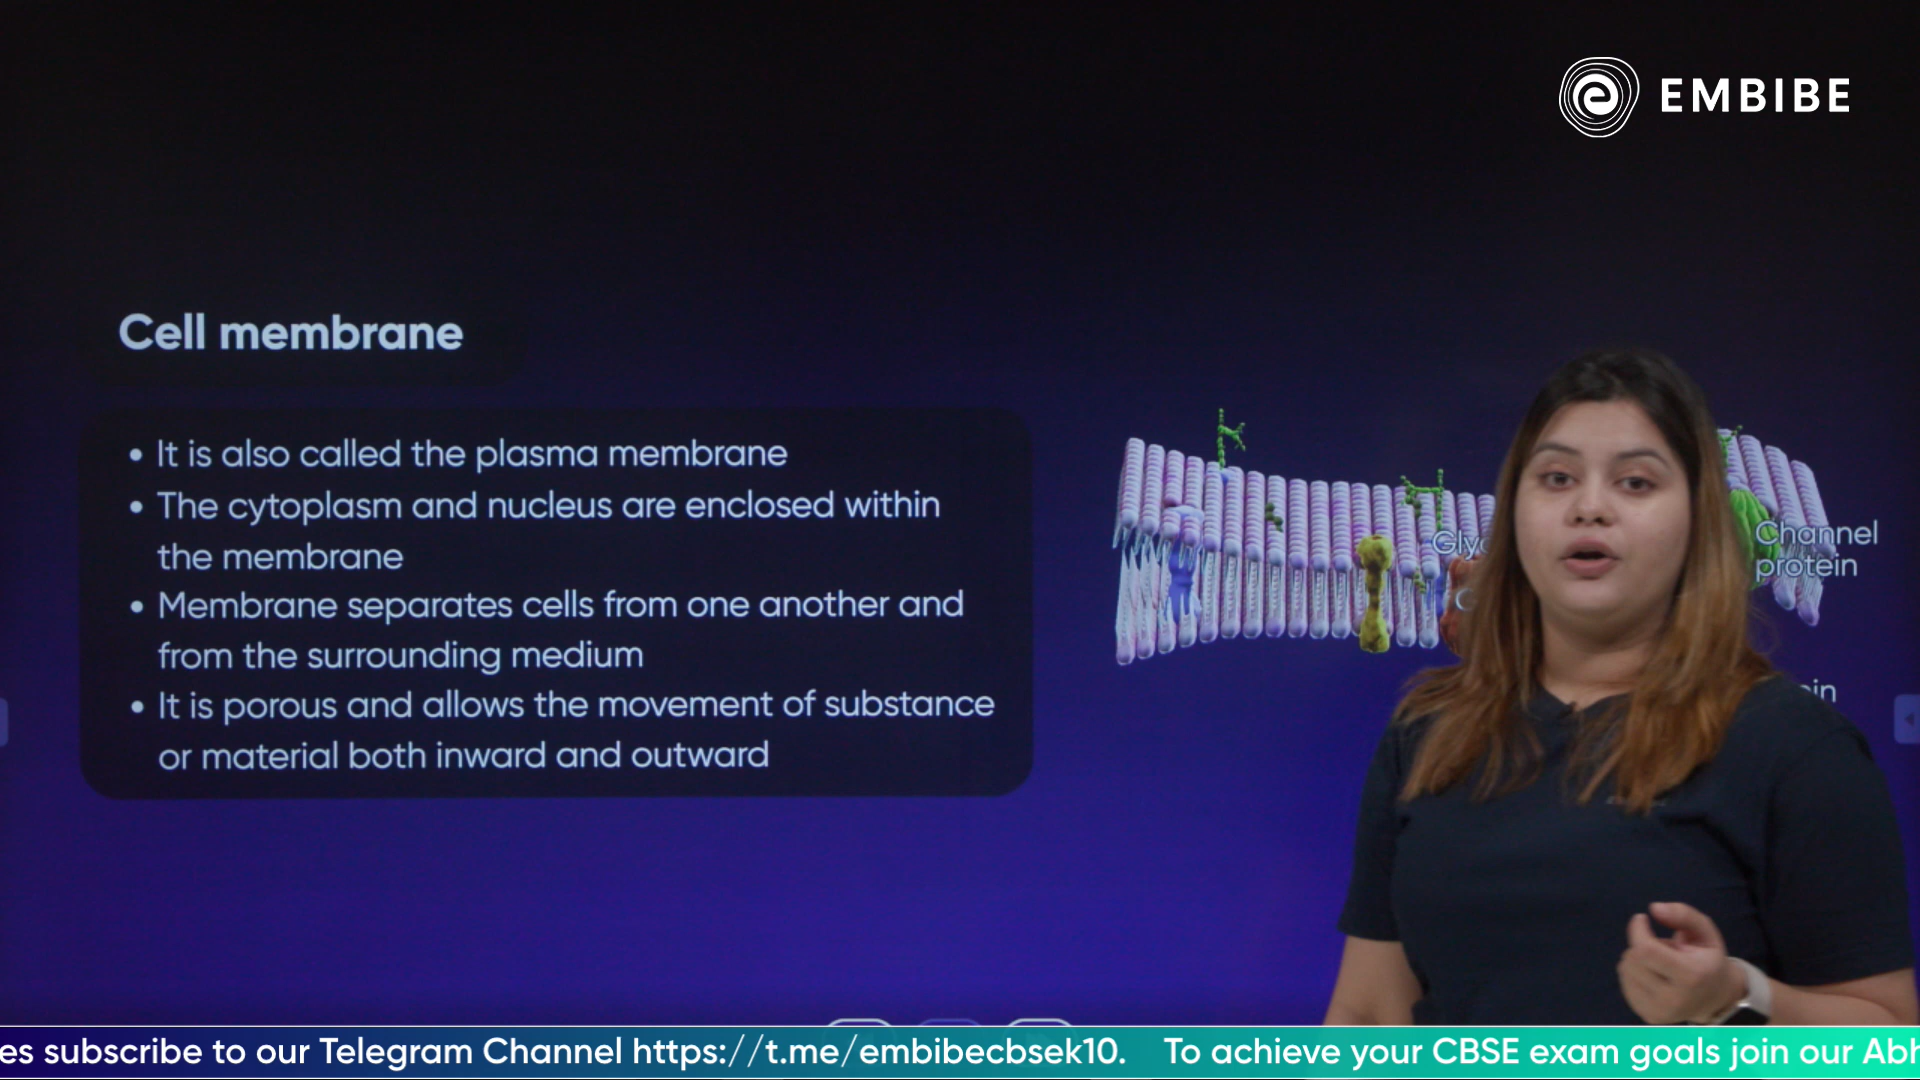 EMBIBE
Cell membrane
• It is also called the plasma membrane
• The cytoplasm and nucleus are enclosed within
the membrane
• Membrane separates cells from one another and
from the surrounding medium
• It is porous and allows the movement of substance
or material both inward and outward
Channel
protein
es subscribe to our Telegram Channel https://t.me/embibecbsek10. To achieve your CBSE exam goals join our